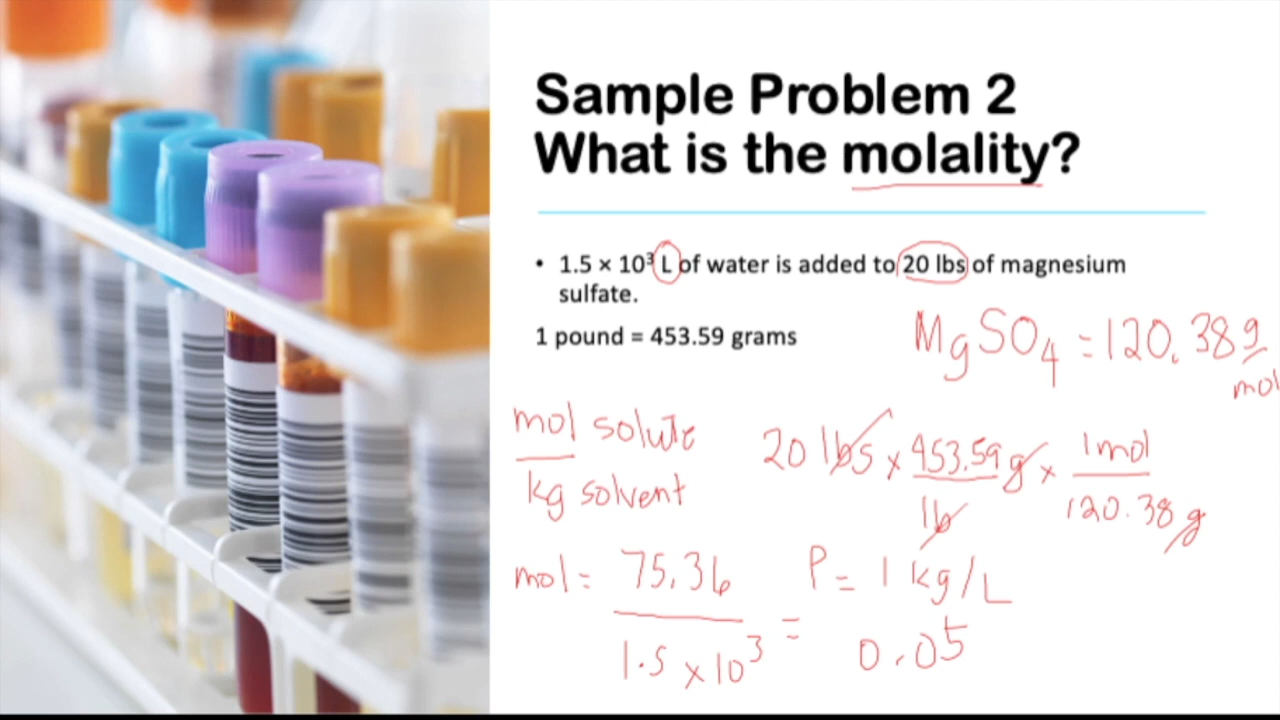 Sample Problem 2
What is the molality?
• 1.5 × 10³ L of water is added to 20 lbs of magnesium
sulfate.
1 pound = 453.59 grams
MgSO₄ = 120.38 g
mol
mol solute
kg solvent
20 lbs × 453.59 g × 1 mol
lb 120.38 g
mol = 75.36
1.5 × 10³
=
P = 1 kg/L
0.05